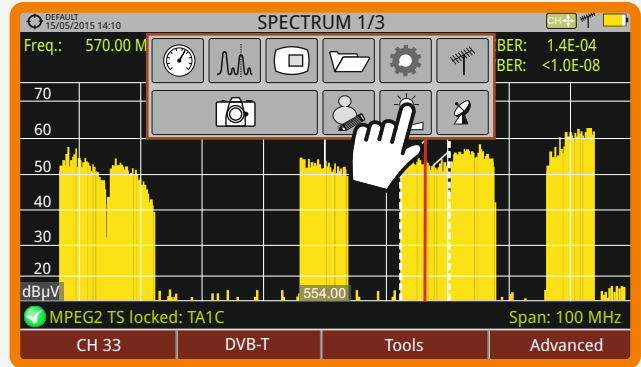 DEFAULT
15/05/2015 14:10
SPECTRUM 1/3
CH
Freq.: 570.00 M
BER: 1.4E-04
BER: <1.0E-08
70
60
50
40
30
20
dBµV
554.00
MPEG2 TS locked: TA1C
Span: 100 MHz
CH 33
DVB-T
Tools
Advanced